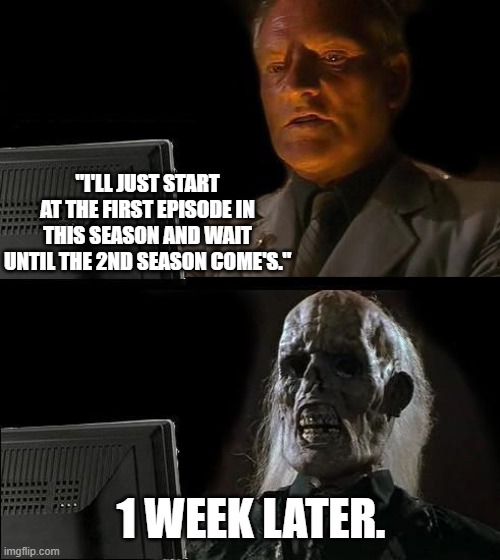 "I'LL JUST START
AT THE FIRST EPISODE IN
THIS SEASON AND WAIT
UNTIL THE 2ND SEASON COME'S."
1 WEEK LATER.
imgflip.com